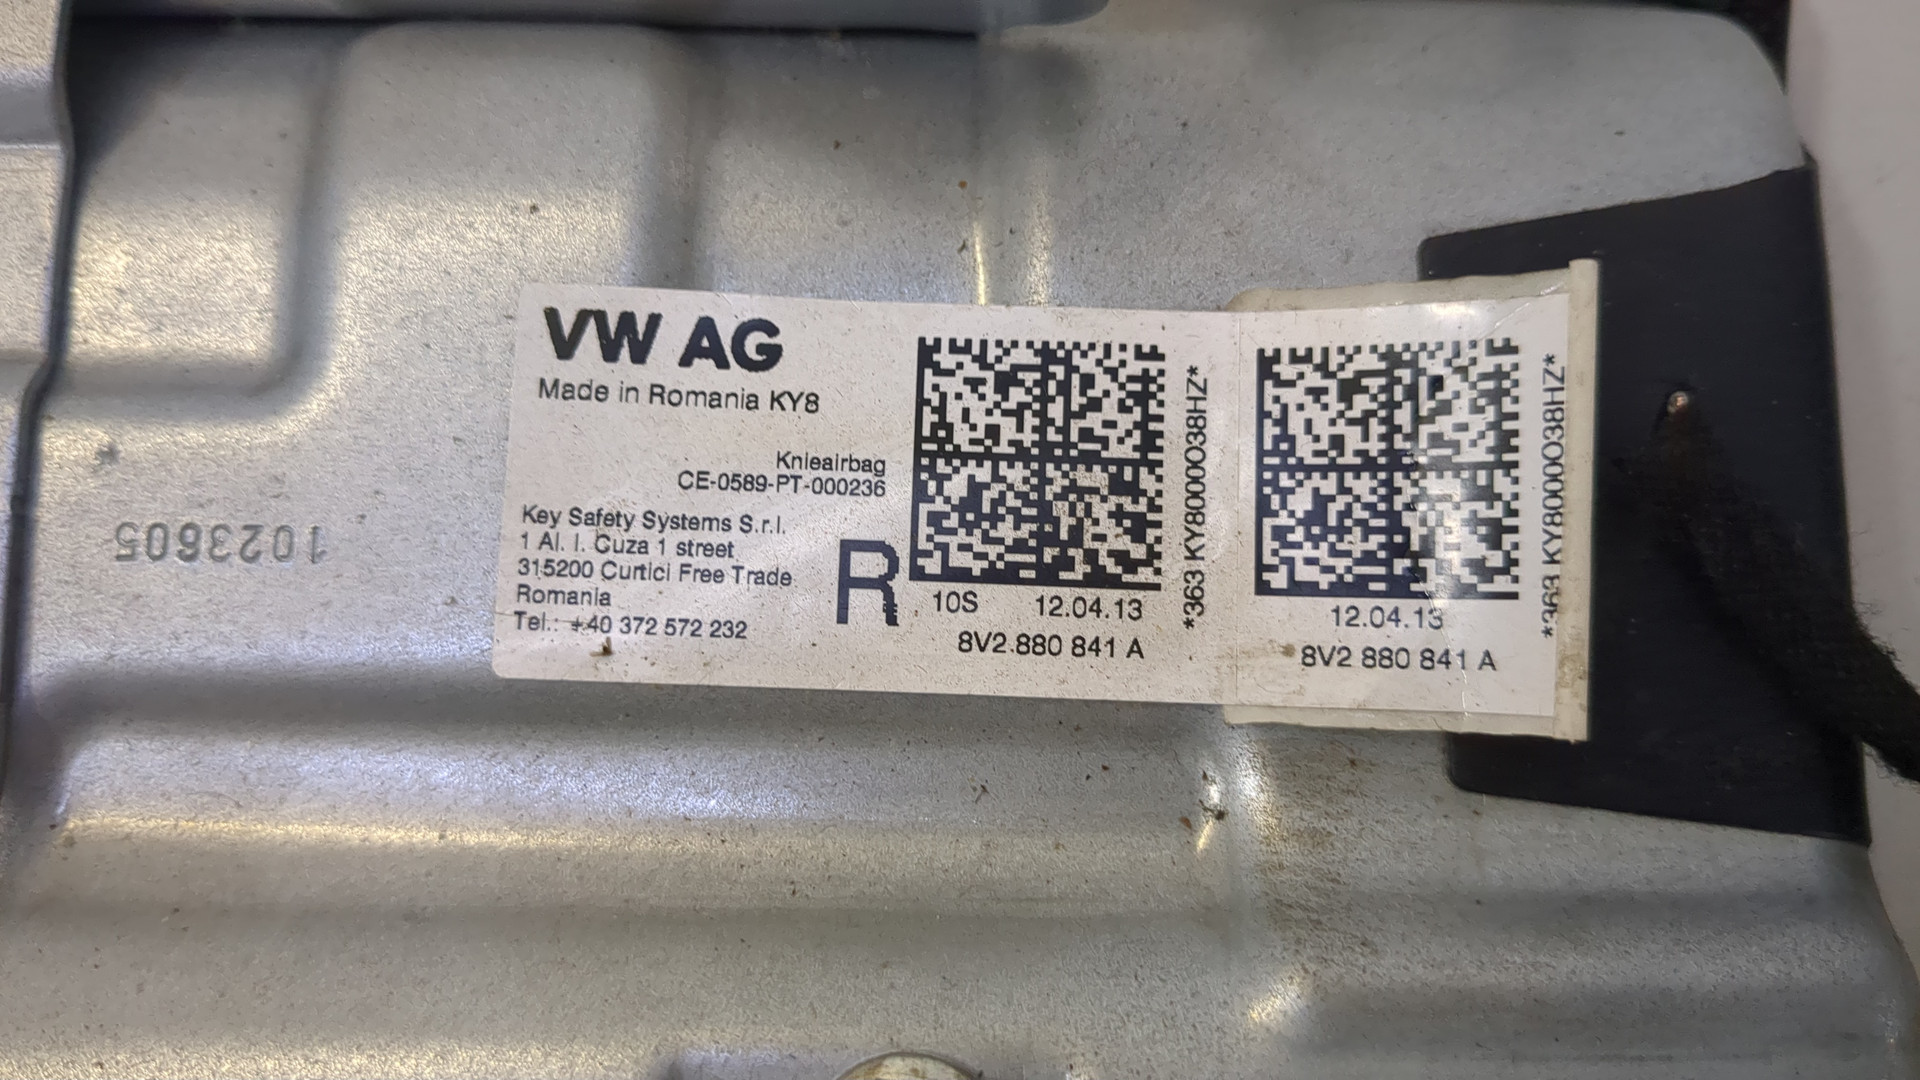 VW AG
Made in Romania KY8
Knieairbag
CE-0589-PT-000236
Key Safety Systems S.r.l.
1 Al. I. Cuza 1 street
315200 Curtici Free Trade
Romania
Tel.: +40 372 572 232
R
10S 12.04.13
8V2 880 841 A
*363 KY80000O38HZ*
12.04.13
8V2 880 841 A
*363 KY80000O38HZ*
1023605